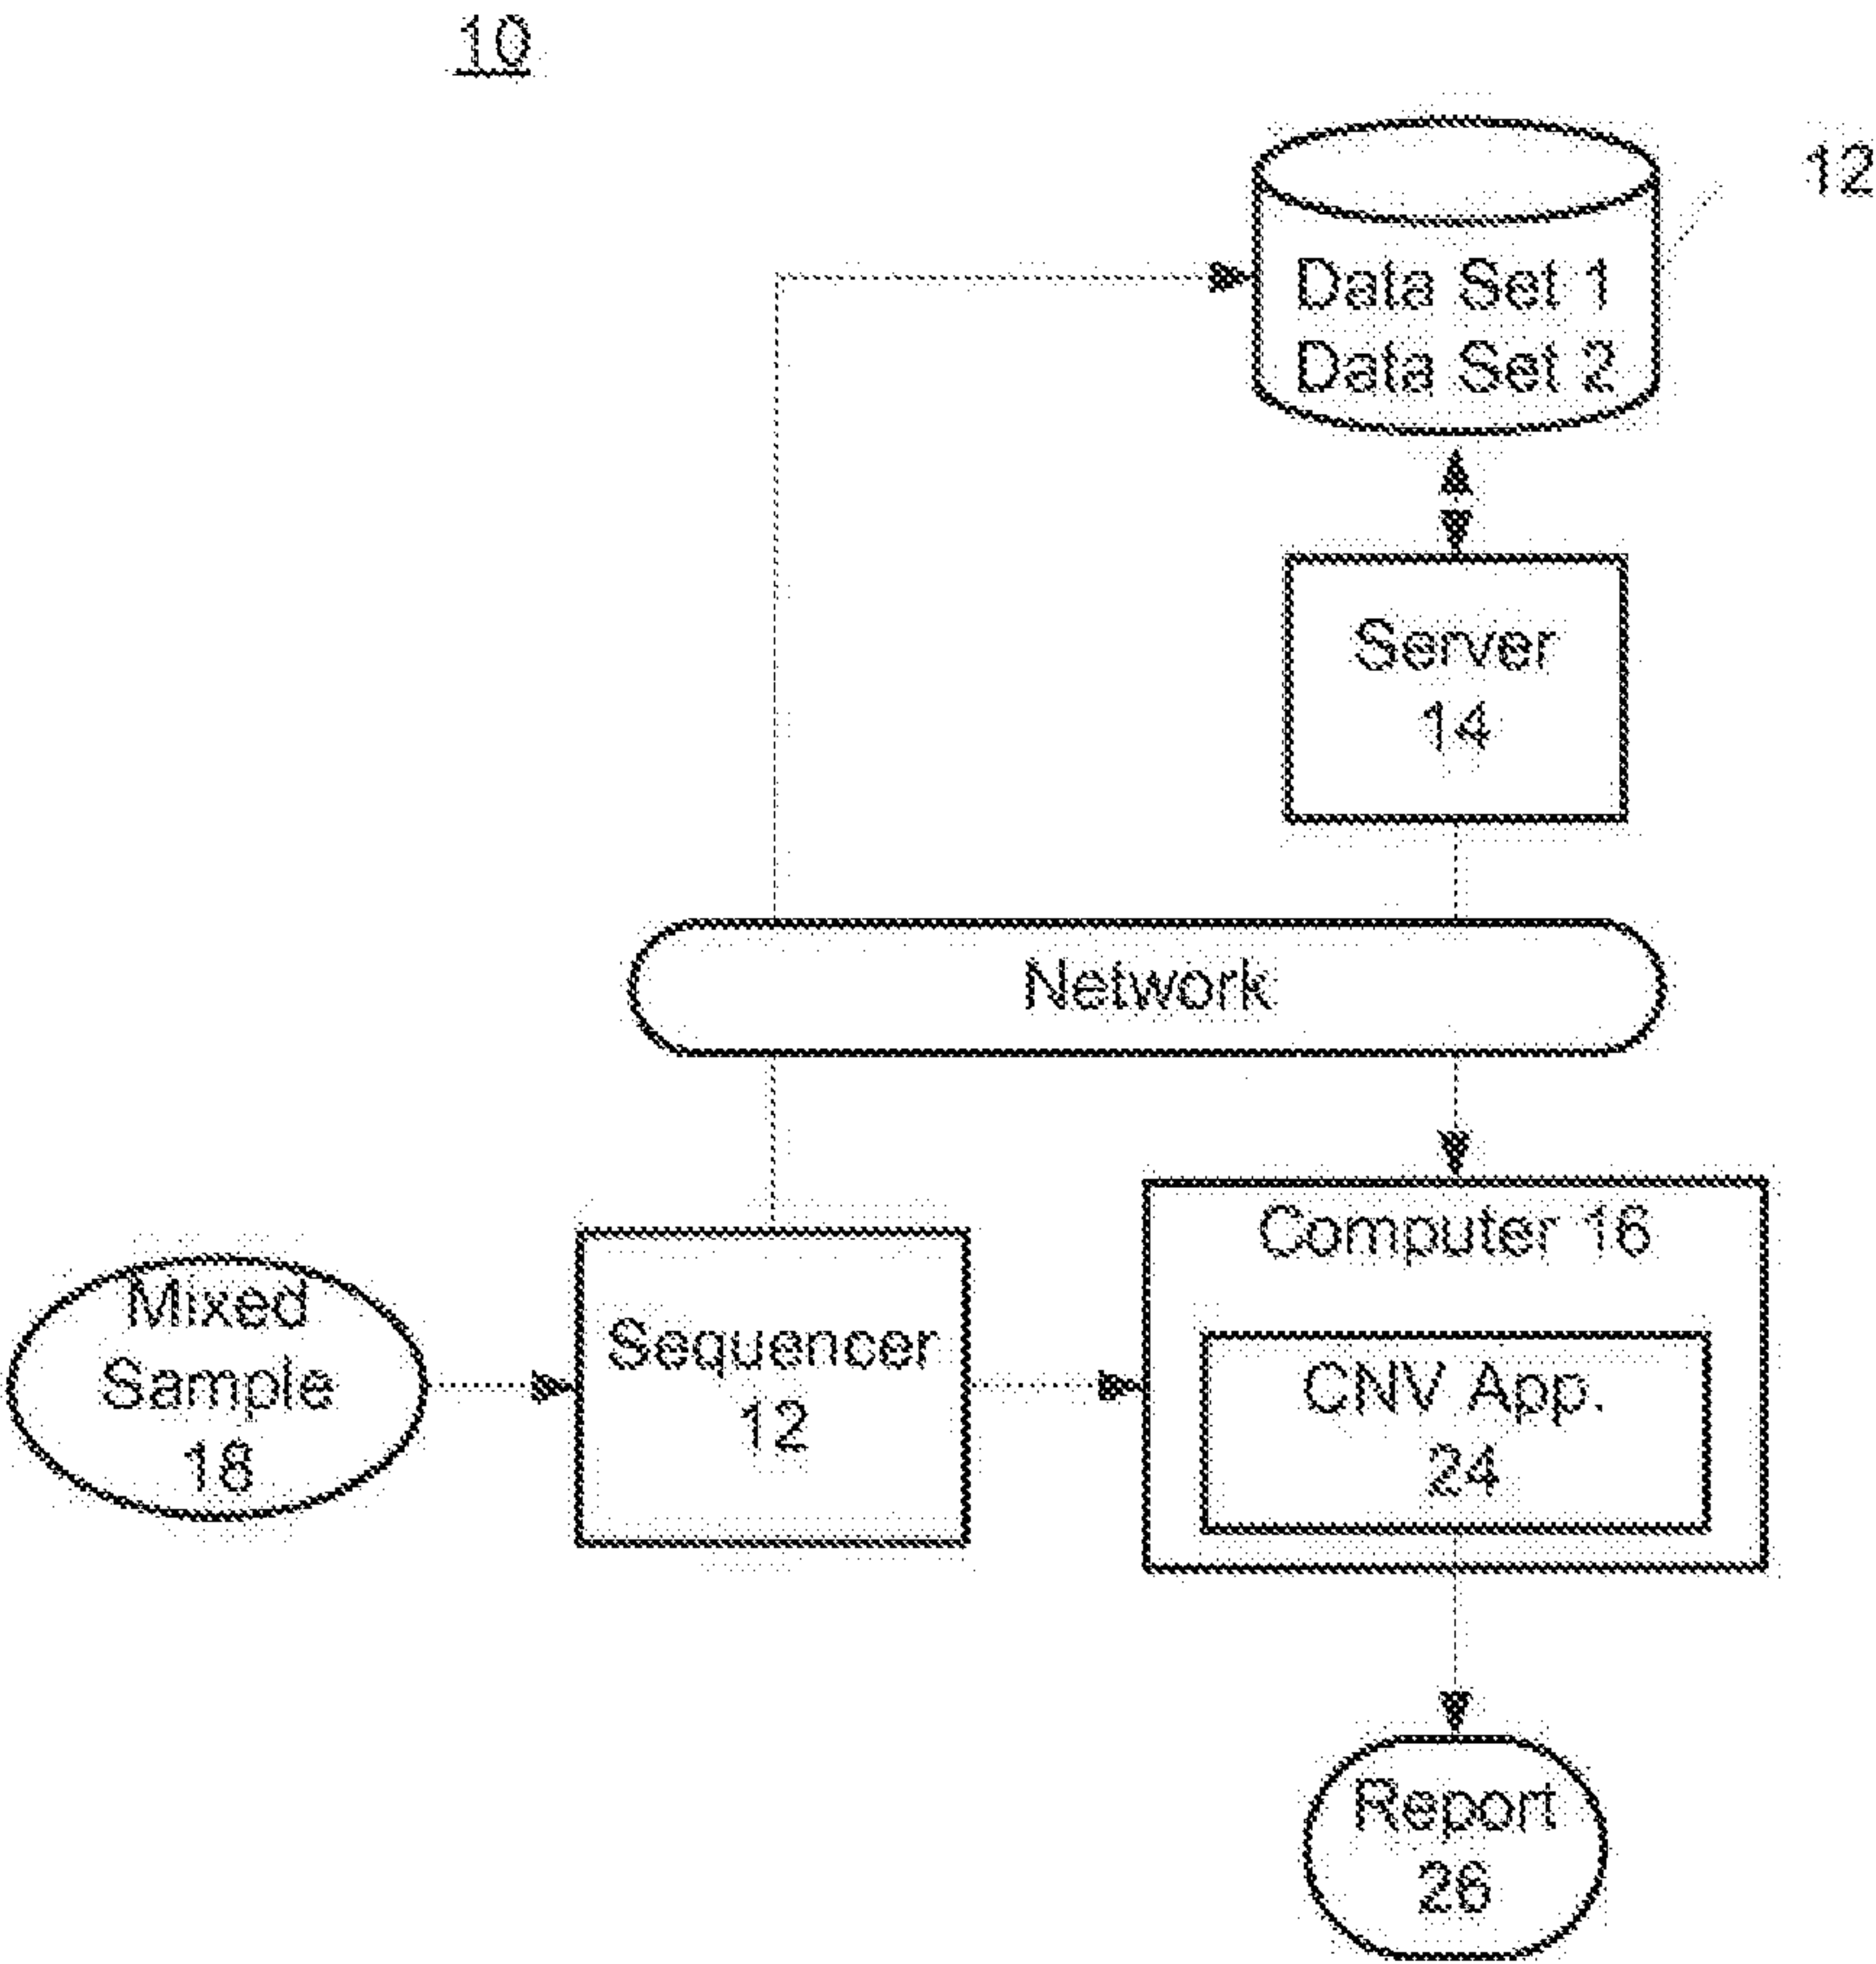 10
12
Data Set 1
Data Set 2
Server
14
Network
Computer 16
Mixed
Sample
18
Sequencer
12
CNV App.
24
Report
26